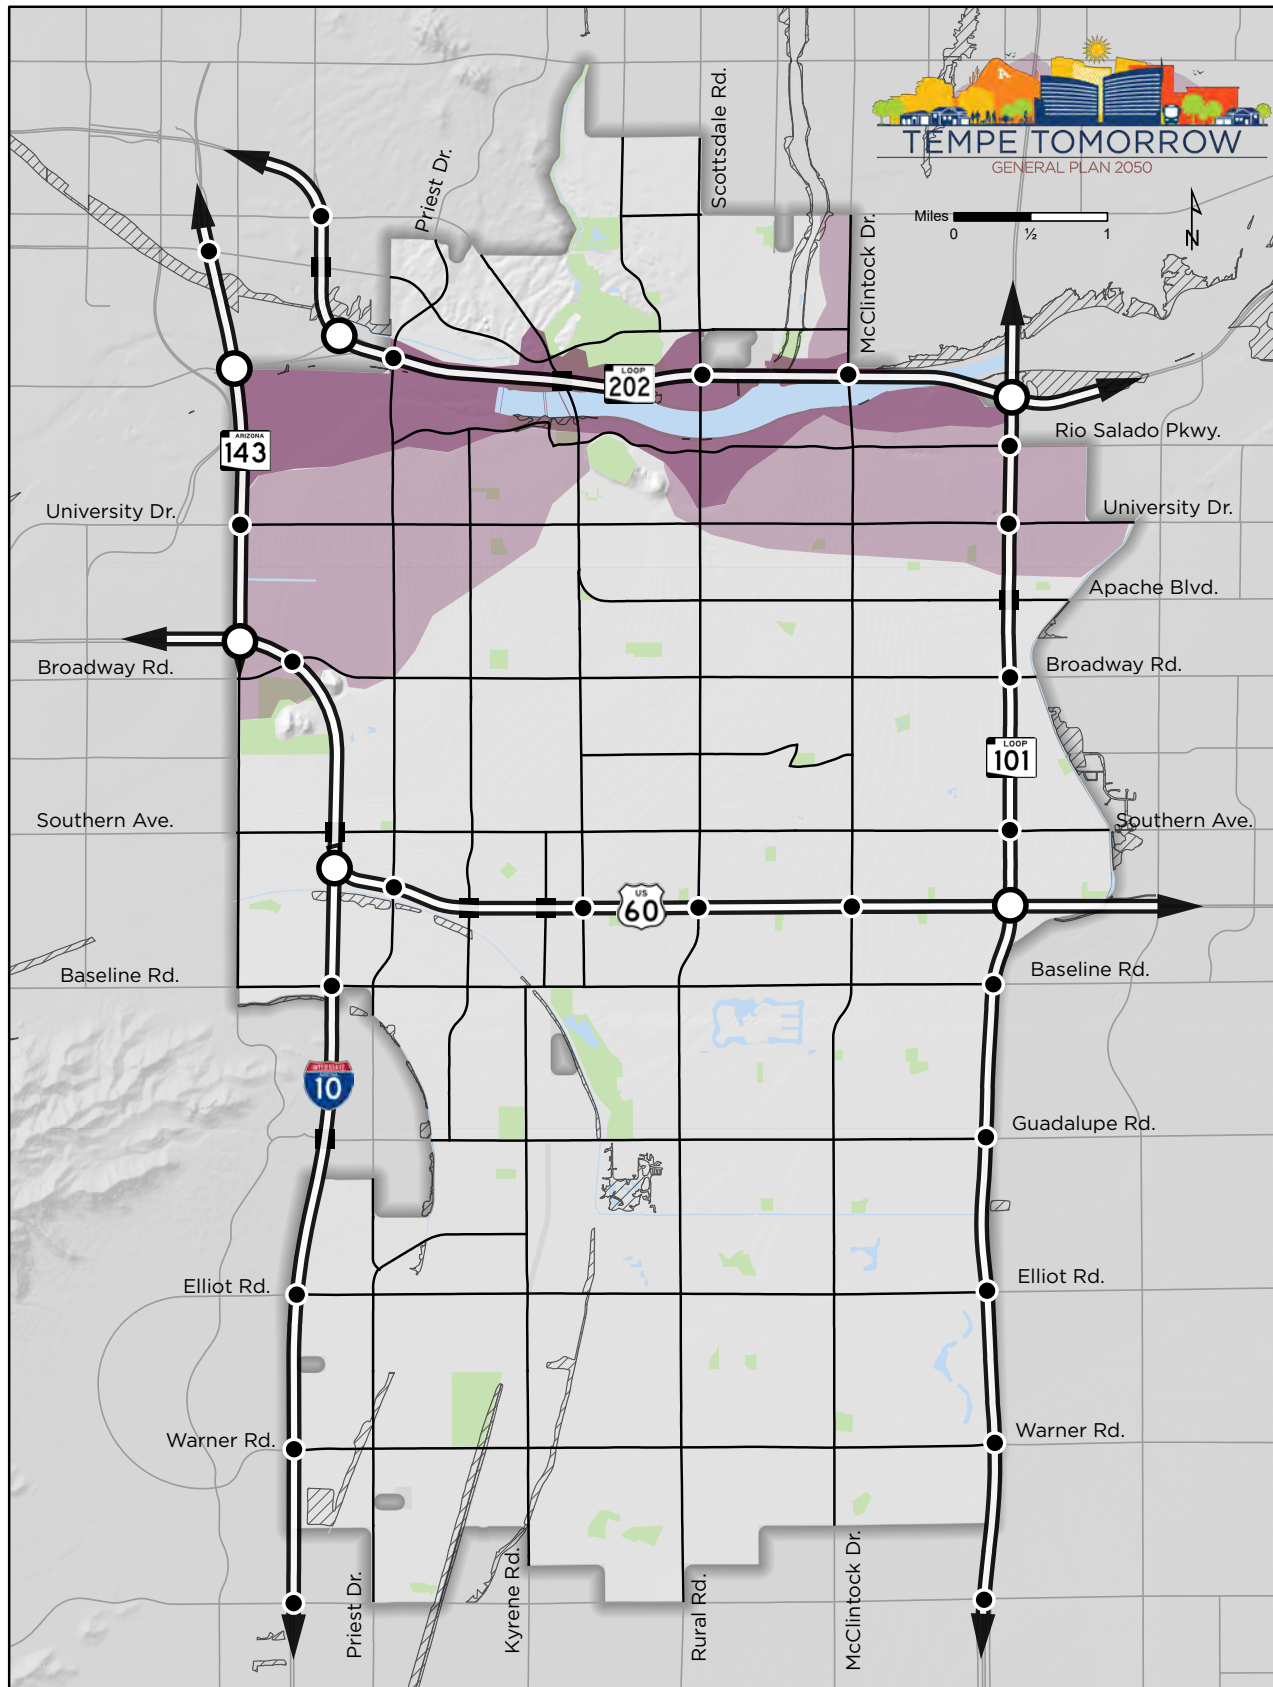 TEMPE TOMORROW
GENERAL PLAN 2050
A
Scottsdale Rd.
Priest Dr.
McClintock Dr.
Miles
0 ½ 1
N
LOOP
202
ARIZONA
143
Rio Salado Pkwy.
University Dr.
University Dr.
Apache Blvd.
Broadway Rd.
Broadway Rd.
LOOP
101
Southern Ave.
Southern Ave.
US
60
Baseline Rd.
Baseline Rd.
INTERSTATE
ARIZONA
10
Guadalupe Rd.
Elliot Rd.
Elliot Rd.
Warner Rd.
Warner Rd.
Priest Dr.
Kyrene Rd.
Rural Rd.
McClintock Dr.